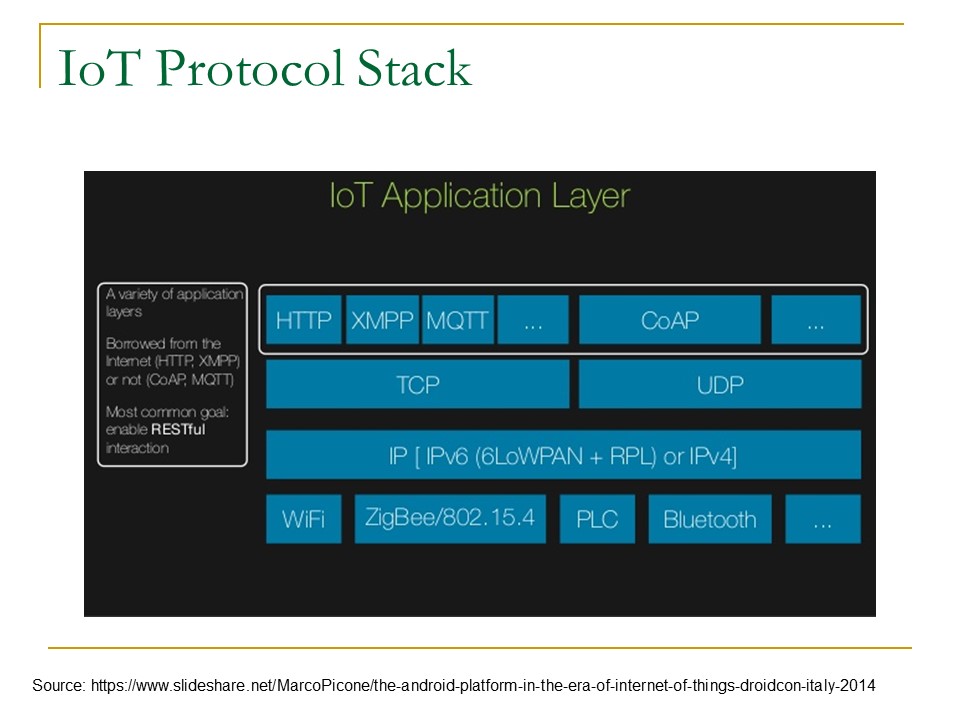 IoT Protocol Stack
IoT Application Layer
A variety of application
layers
Borrowed from the
Internet (HTTP, XMPP)
or not (CoAP, MQTT)
Most common goal:
enable RESTful
interaction
HTTP XMPP MQTT ... CoAP ...
TCP UDP
IP [ IPv6 (6LoWPAN + RPL) or IPv4]
WiFi ZigBee/802.15.4 PLC Bluetooth ...
Source: https://www.slideshare.net/MarcoPicone/the-android-platform-in-the-era-of-internet-of-things-droidcon-italy-2014